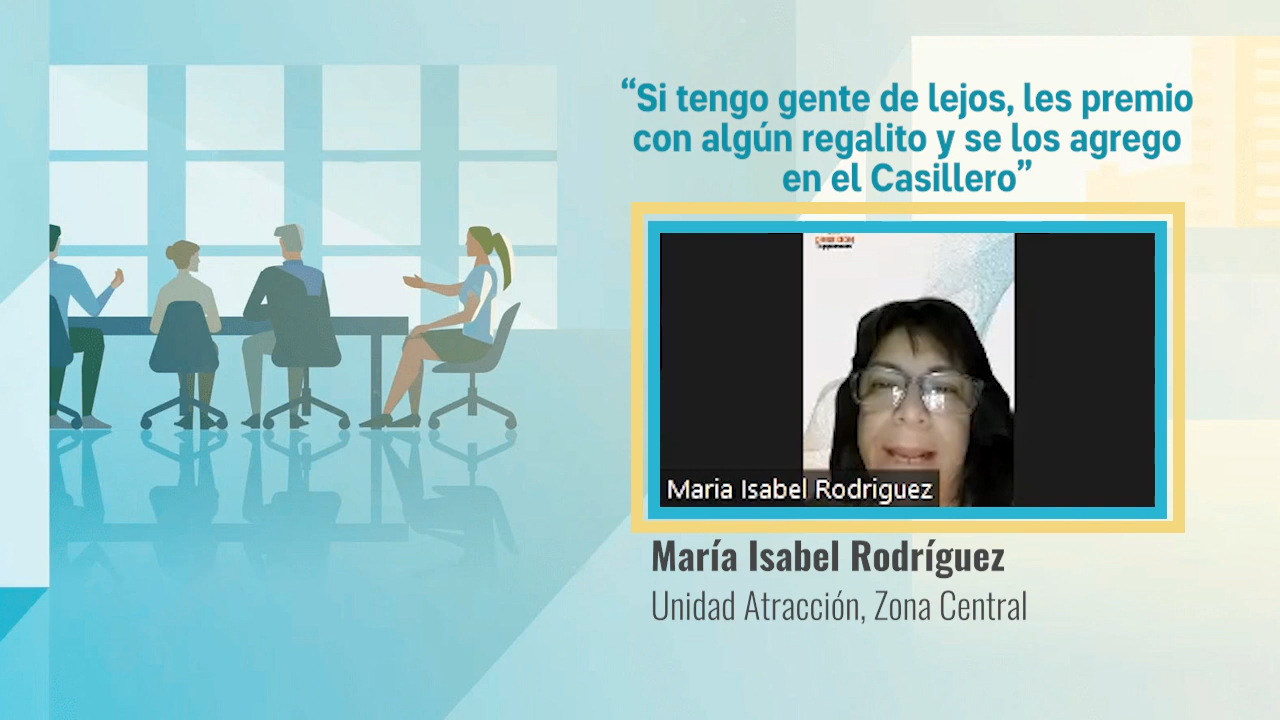 “Si tengo gente de lejos, les premio
con algún regalito y se los agrego
en el Casillero”
Maria Isabel Rodriguez
María Isabel Rodríguez
Unidad Atracción, Zona Central